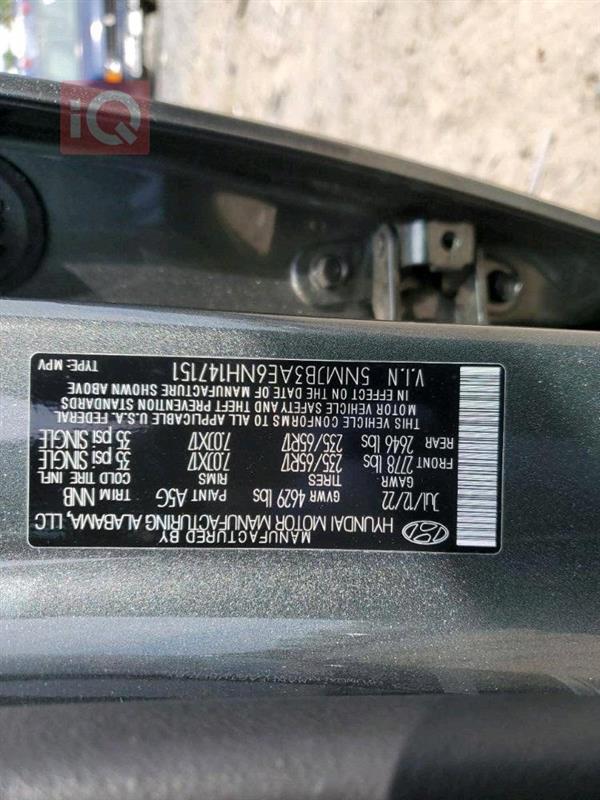 iQ
MANUFACTURED BY
HYUNDAI MOTOR MANUFACTURING ALABAMA, LLC
Jul/12/22 PAINT A5G TRIM NNB
GVWR 4629 lbs
GAWR TIRES RIMS COLD TIRE INFL.
FRONT 2778 lbs 235/65R17 7.0JX17 35 psi SINGLE
REAR 2646 lbs 235/65R17 7.0JX17 35 psi SINGLE
THIS VEHICLE CONFORMS TO ALL APPLICABLE U.S.A. FEDERAL
MOTOR VEHICLE SAFETY AND THEFT PREVENTION STANDARDS
IN EFFECT ON THE DATE OF MANUFACTURE SHOWN ABOVE
V.I.N 5NMJB3AE6NH147151 TYPE: MPV